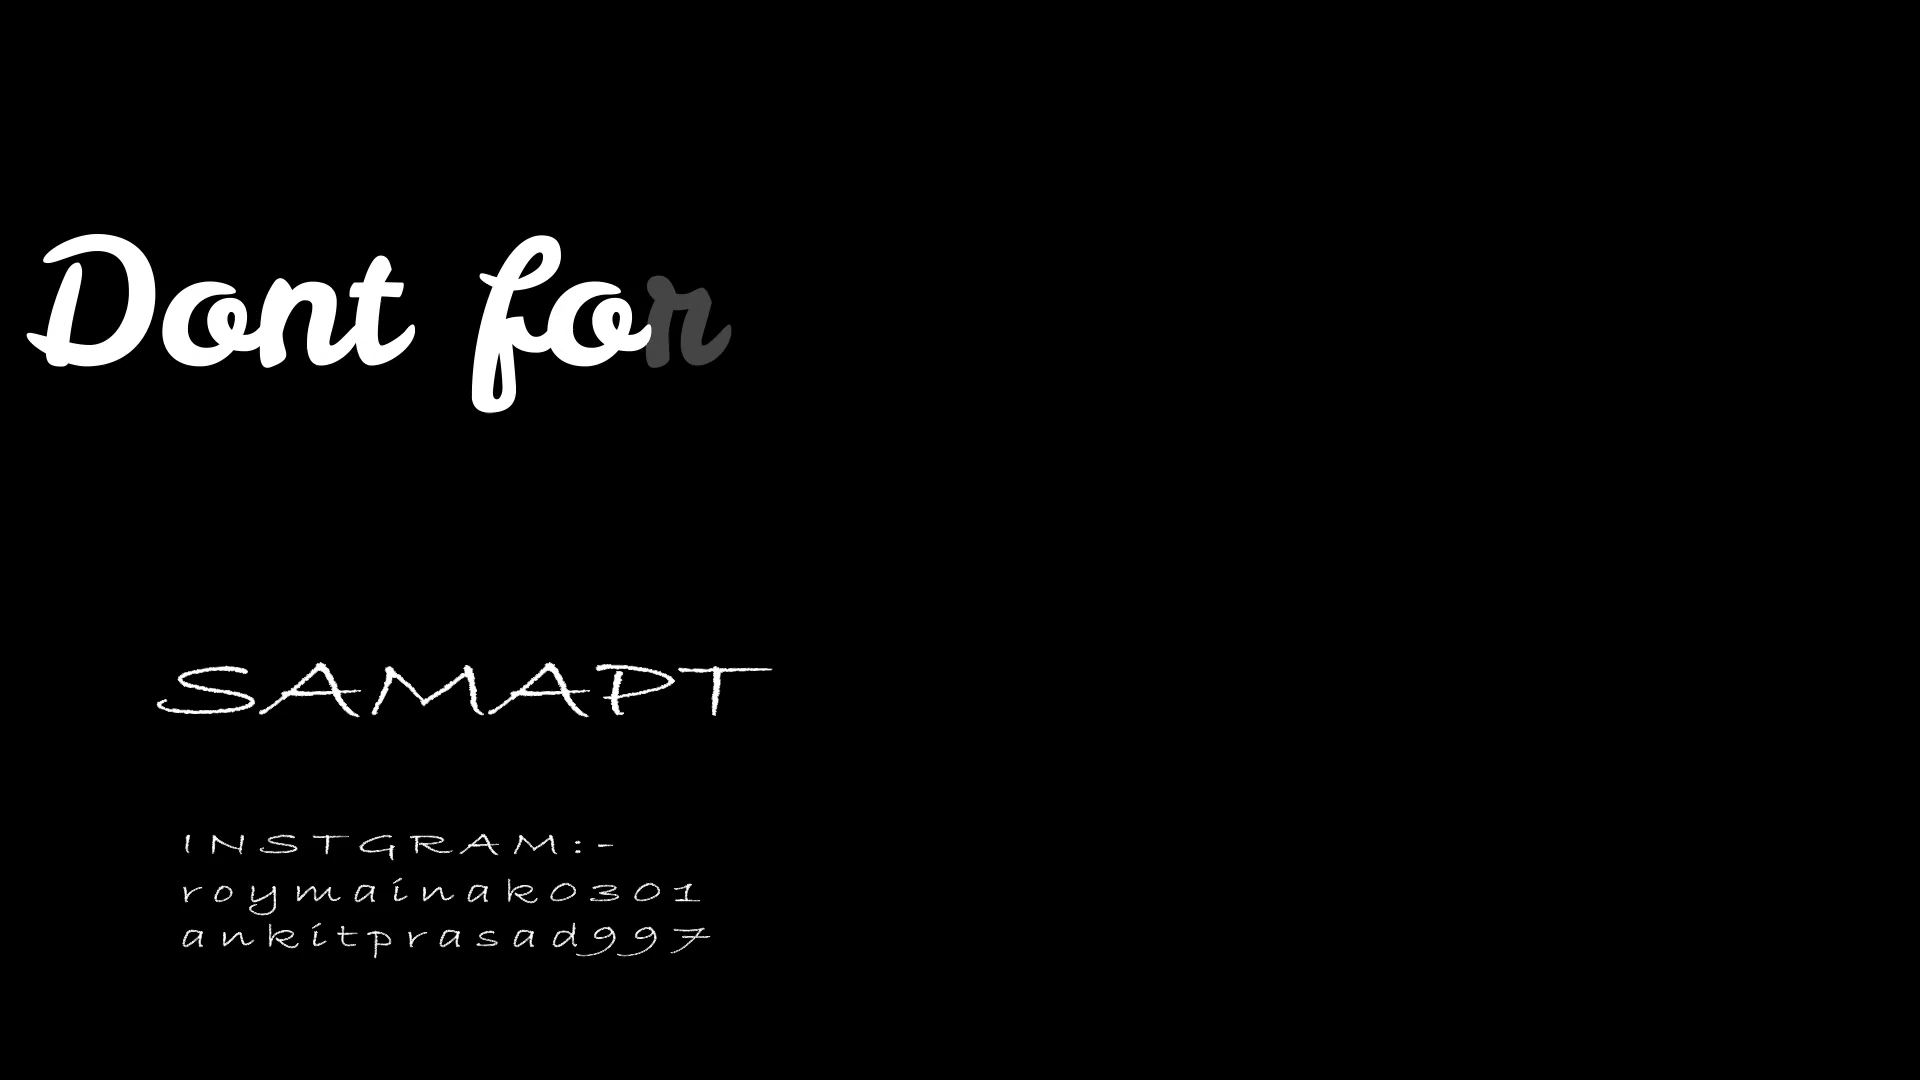 Dont for
SAMAPT
INSTGRAM:-
roymainak0301
ankitprasad997